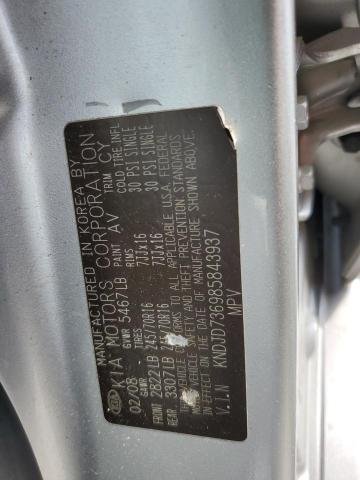 MANUFACTURED IN KOREA BY
KIA MOTORS CORPORATION
02/08 GVWR 5467LB PAINT AV TRIM CY
GAWR TIRES RIMS COLD TIRE INFL
FRONT 2822LB 245/70R16 7JJx16 30 PSI SINGLE
REAR 3307LB 245/70R16 7JJx16 30 PSI SINGLE
THIS VEHICLE CONFORMS TO ALL APPLICABLE U.S.A. FEDERAL
MOTOR VEHICLE SAFETY AND THEFT PREVENTION STANDARDS
IN EFFECT ON THE DATE OF MANUFACTURE SHOWN ABOVE.
V.I.N KNDJD736985843937
MPV